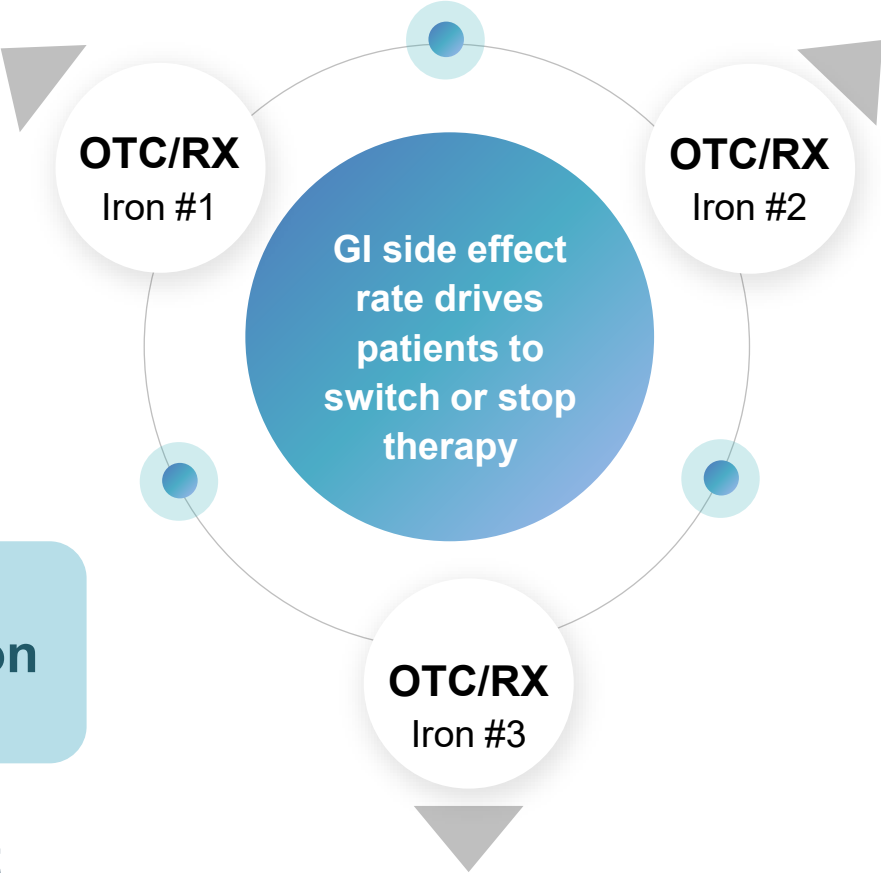 OTC/RX
Iron #1
OTC/RX
Iron #2
GI side effect
rate drives
patients to
switch or stop
therapy
OTC/RX
Iron #3